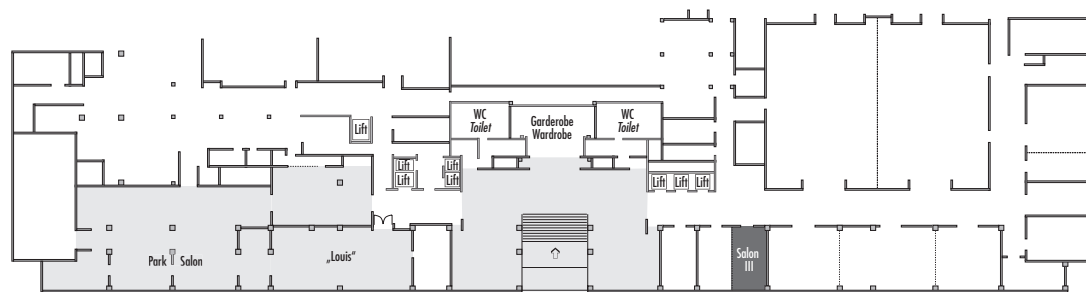 WC
Toilet
Garderobe
Wardrobe
WC
Toilet
Lift
Lift
Lift
Lift
Lift
Lift
Lift
Lift
Park Salon
„Louis“
Salon
III